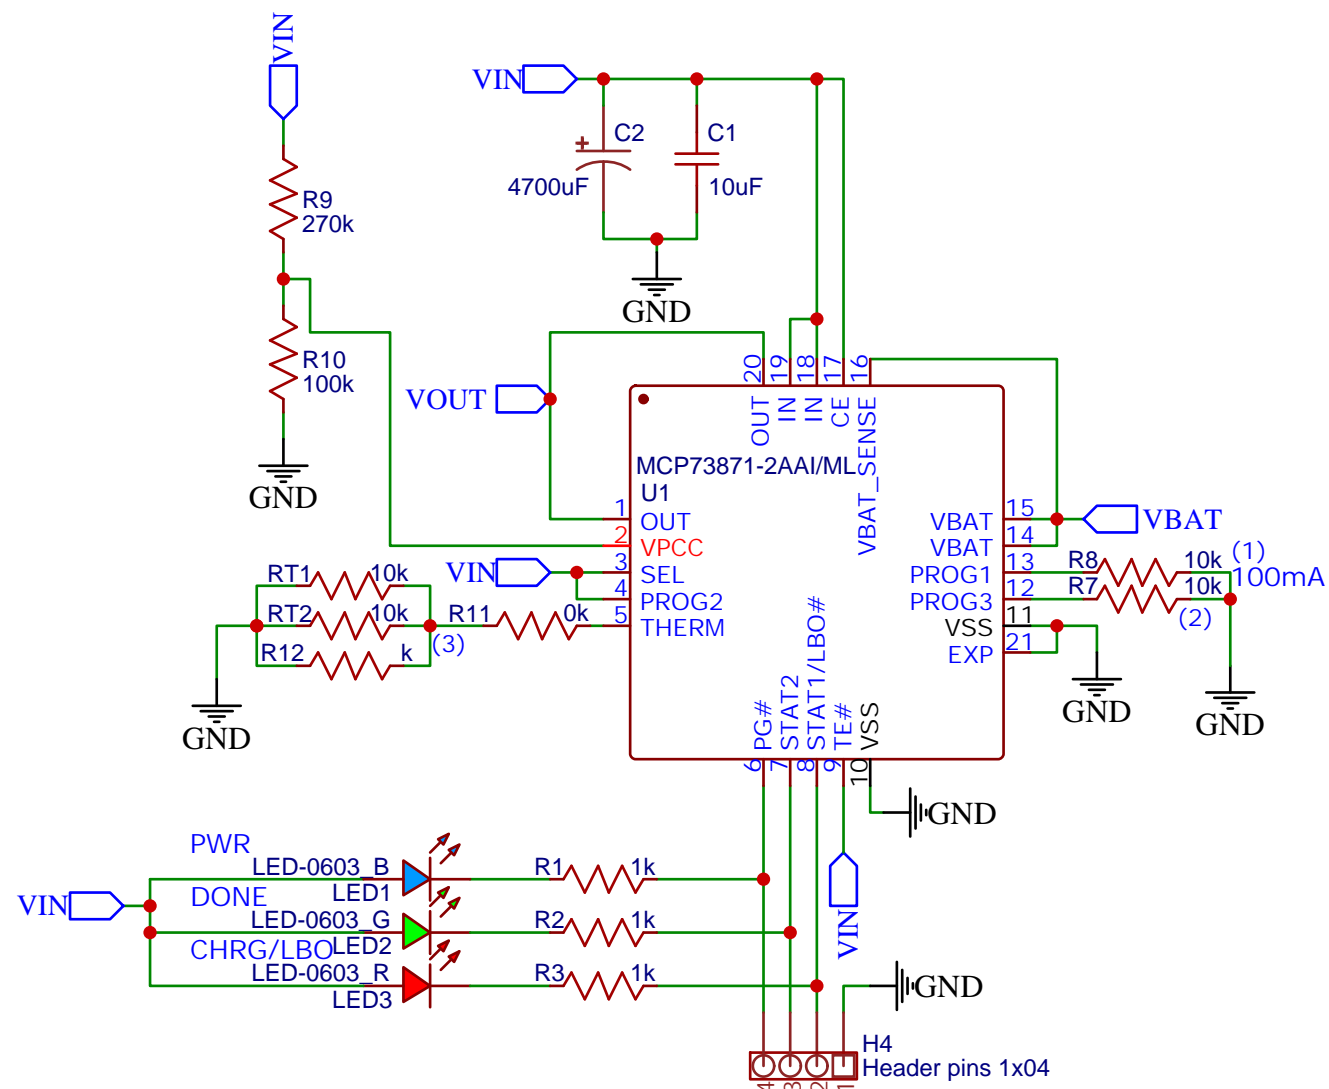 VIN
VIN
C2
4700uF
C1
10uF
R9
270k
GND
R10
100k
GND
VOUT
20
19
18
17
16
OUT
IN
IN
CE
VBAT_SENSE
MCP73871-2AAI/ML
U1
1
OUT
2
VPCC
3
SEL
4
PROG2
5
THERM
VIN
RT1
10k
RT2
10k
R12
k
(3)
R11
0k
GND
15
VBAT
14
VBAT
13
PROG1
12
PROG3
11
VSS
21
EXP
VBAT
R8
10k
(1)
100mA
R7
10k
(2)
GND
GND
PG#
STAT2
STAT1/LBO#
TE#
VSS
6
7
8
9
10
GND
PWR
LED-0603_B
LED1
R1
1k
VIN
DONE
LED-0603_G
LED2
R2
1k
VIN
CHRG/LBO
LED-0603_R
LED3
R3
1k
GND
H4
Header pins 1x04
4
3
2
1